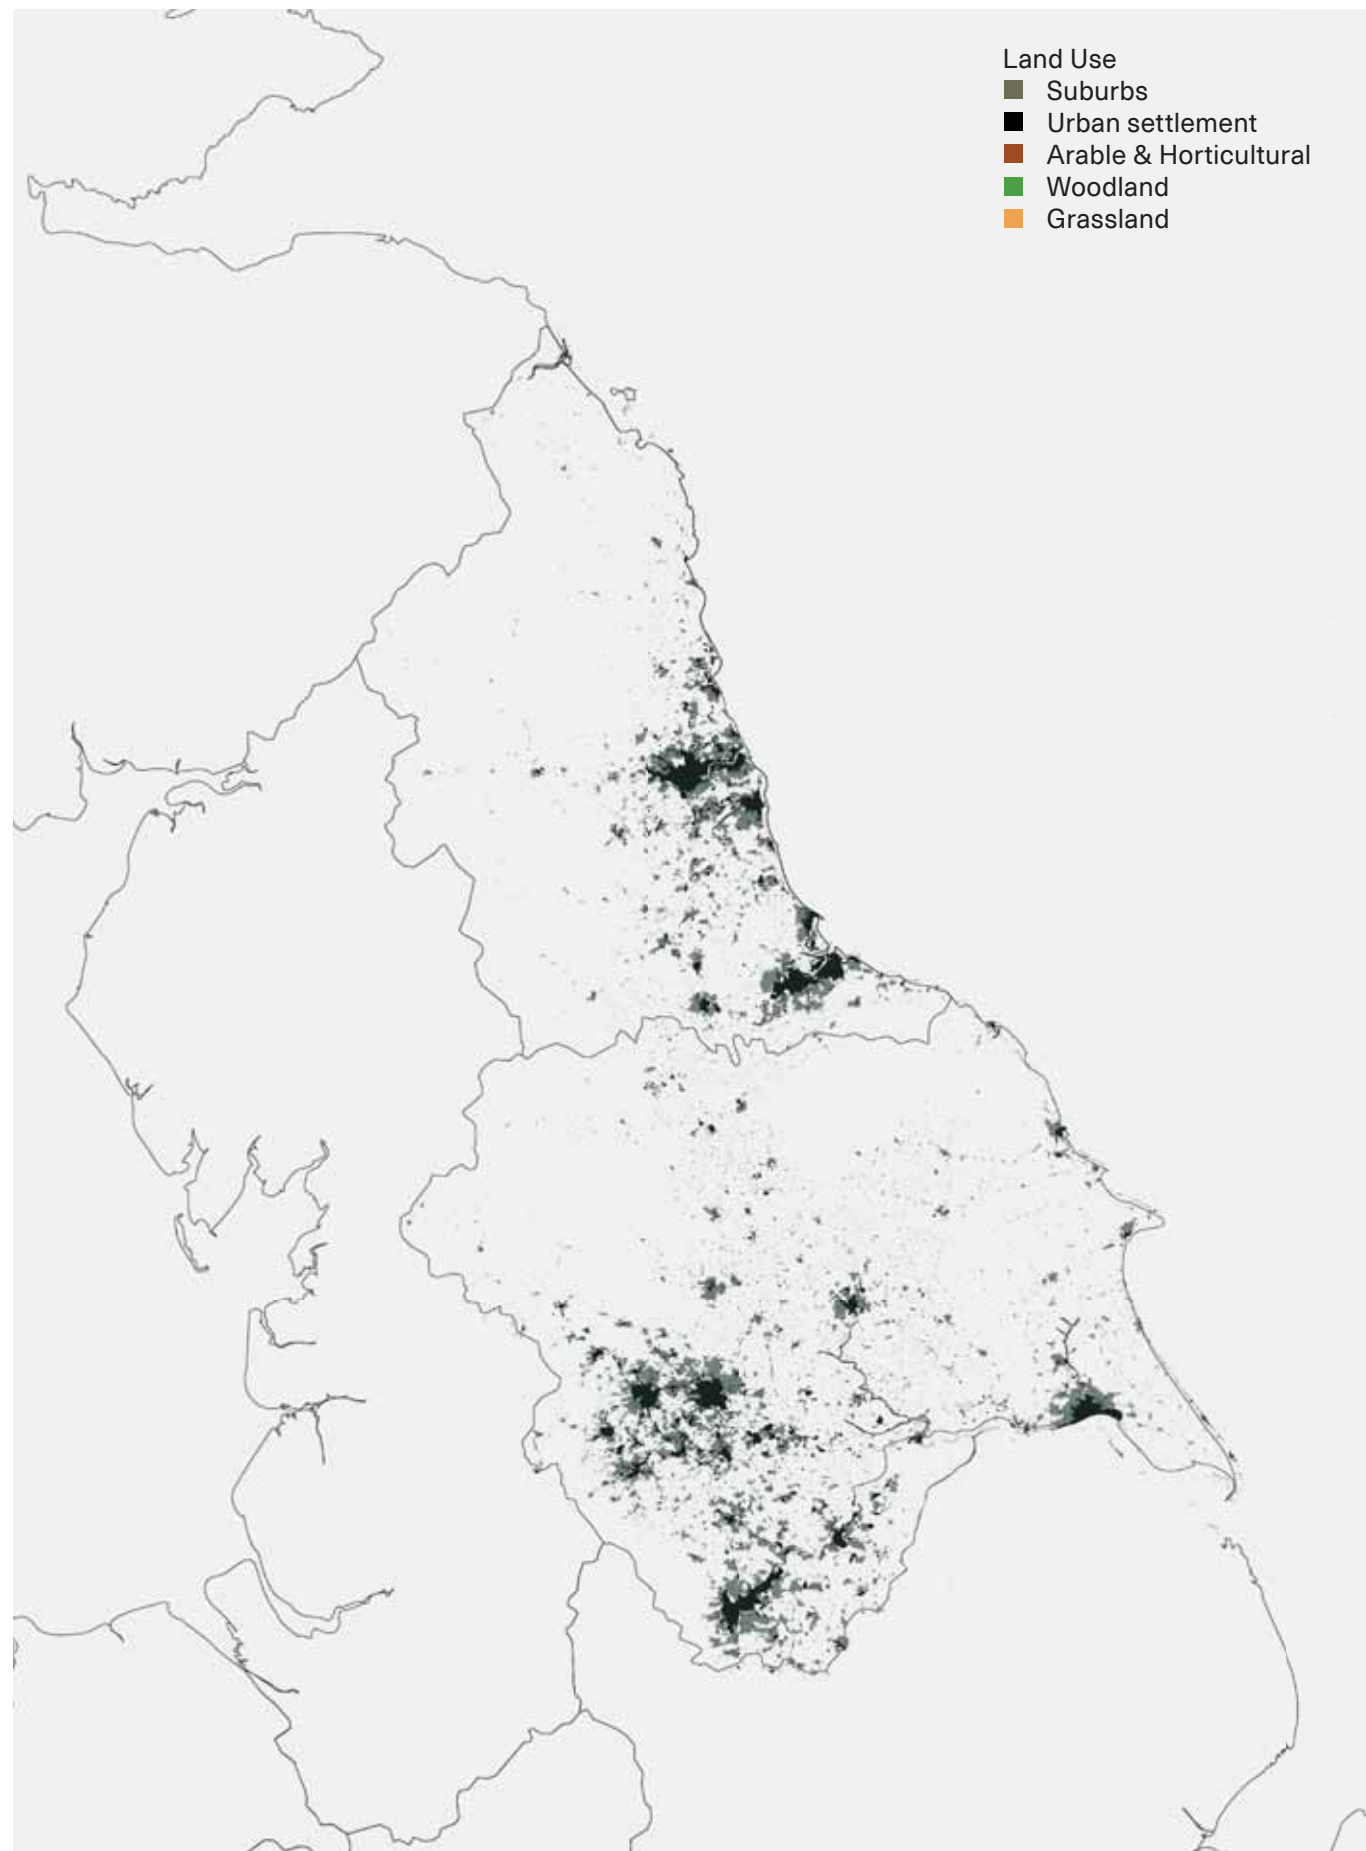 Land Use
Suburbs
Urban settlement
Arable & Horticultural
Woodland
Grassland